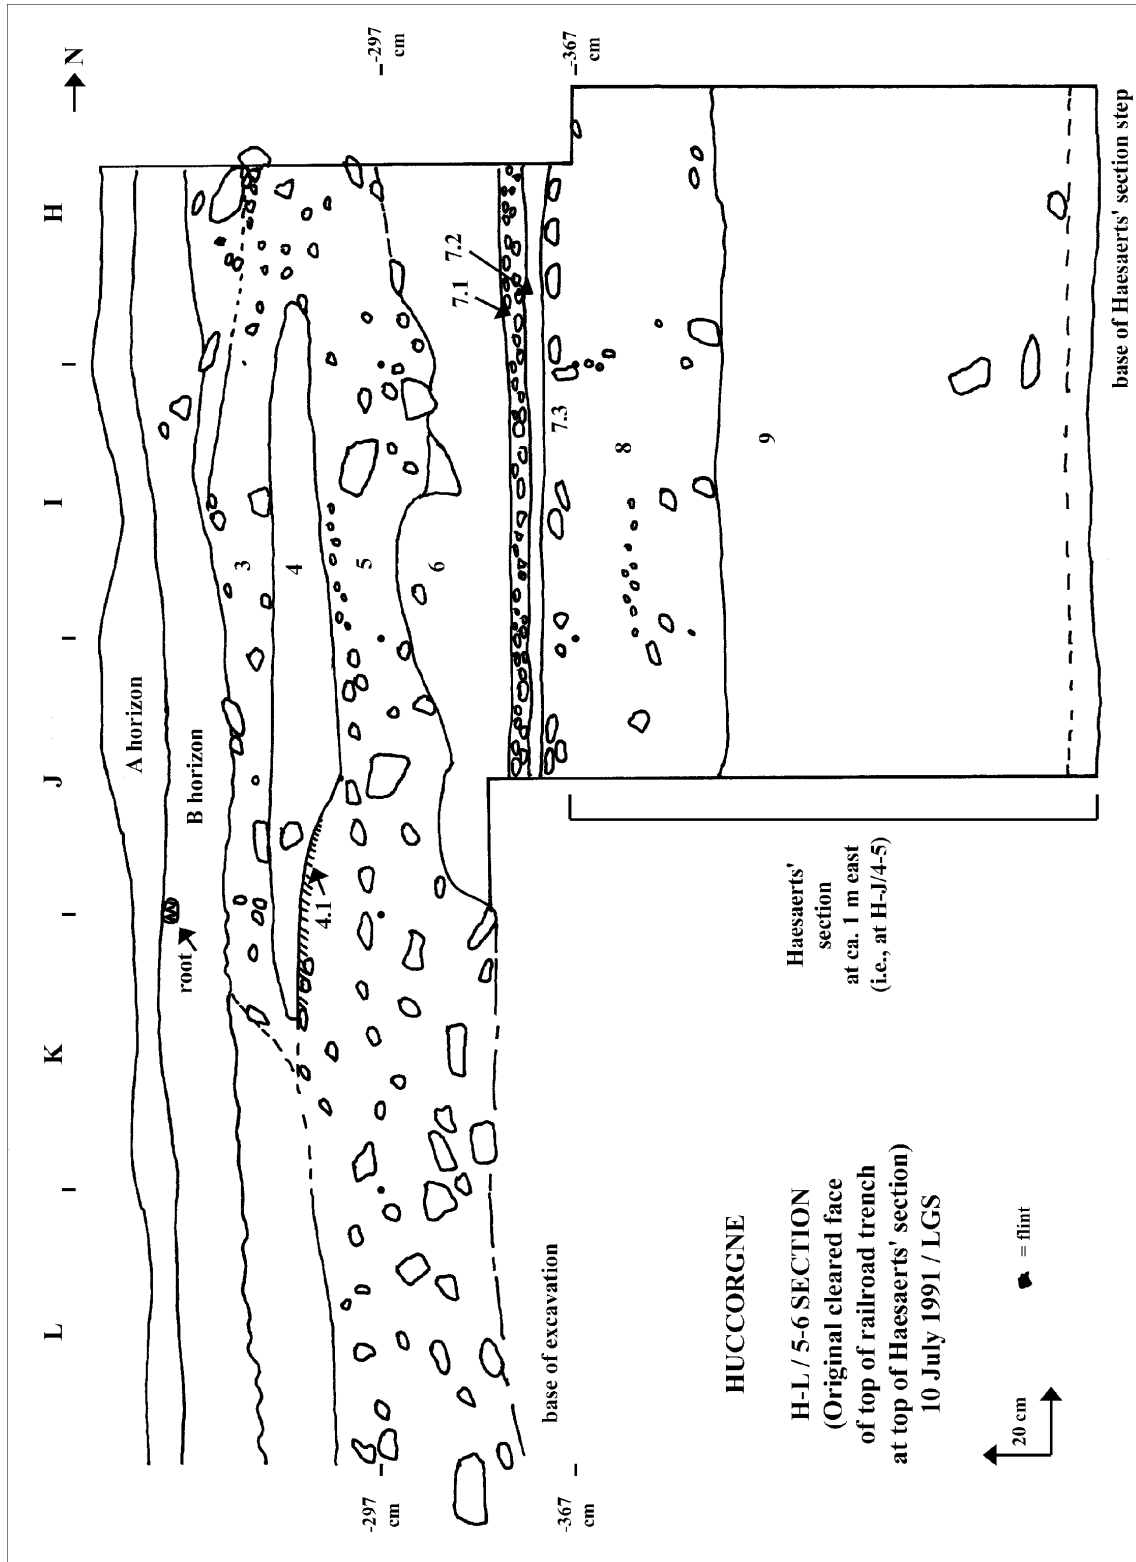 L
K
J
I
H
N
A horizon
B horizon
root
3
4
4.1
5
6
-297
cm
-297
cm
7.1
7.2
7.3
-367
cm
-367
cm
8
9
base of excavation
Haesaerts'
section
at ca. 1 m east
(i.e., at H-J/4-5)
base of Haesaerts' section step
HUCCORGNE
H-L / 5-6 SECTION
(Original cleared face
of top of railroad trench
at top of Haesaerts' section)
10 July 1991 / LGS
20 cm
= flint